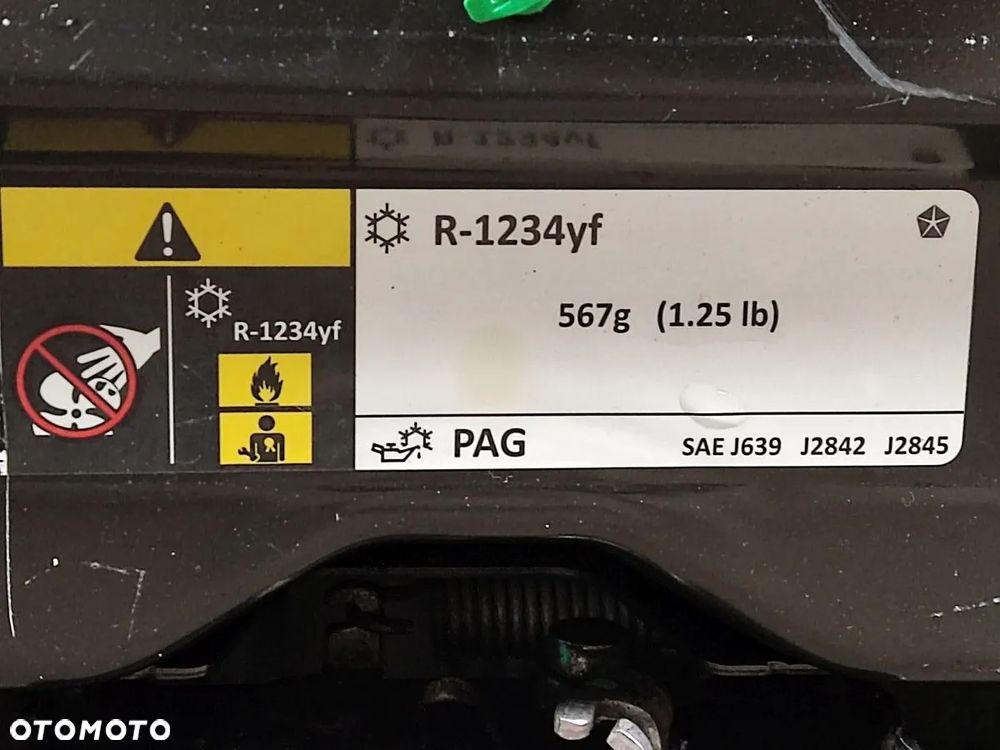 R-1234yf
R-1234yf
567g (1.25 lb)
PAG SAE J639 J2842 J2845
OTOMOTO